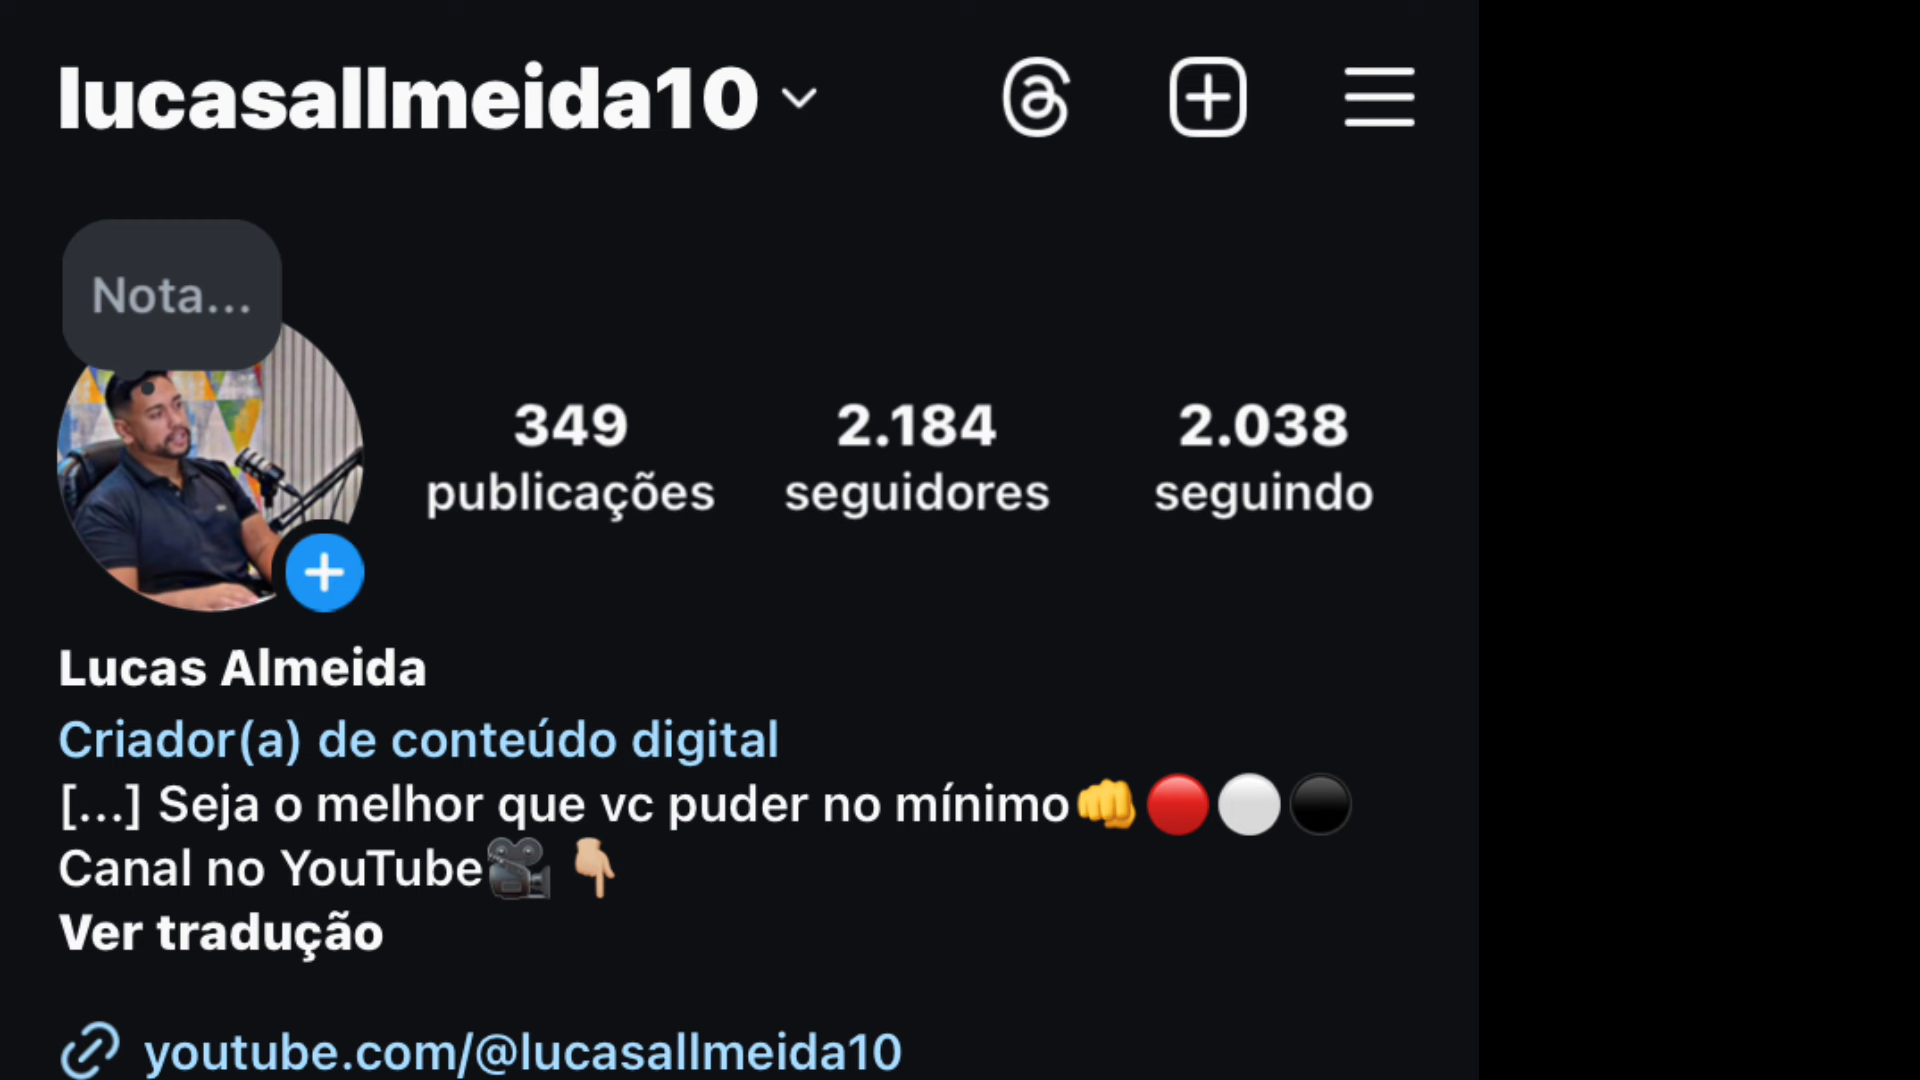 lucasallmeida10
Nota...
349 2.184 2.038
publicações seguidores seguindo
Lucas Almeida
Criador(a) de conteúdo digital
[...] Seja o melhor que vc puder no mínimo👊🔴⚪⚫
Canal no YouTube🎥 👇🏼
Ver tradução
youtube.com/@lucasallmeida10